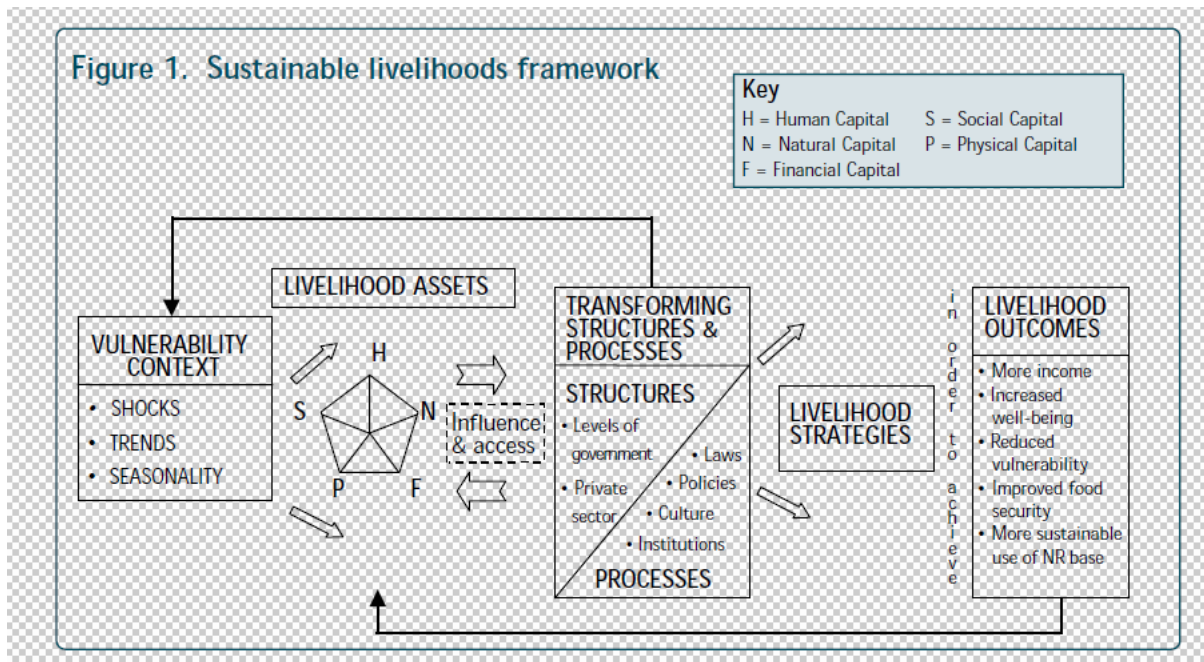 Figure 1. Sustainable livelihoods framework
Key
H = Human Capital S = Social Capital
N = Natural Capital P = Physical Capital
F = Financial Capital
LIVELIHOOD ASSETS
VULNERABILITY
CONTEXT
• SHOCKS
• TRENDS
• SEASONALITY
H
S
N
P
F
Influence
& access
TRANSFORMING
STRUCTURES &
PROCESSES
STRUCTURES
• Levels of
government
• Private
sector
• Laws
• Policies
• Culture
• Institutions
PROCESSES
LIVELIHOOD
STRATEGIES
in order to achieve
LIVELIHOOD
OUTCOMES
• More income
• Increased
well-being
• Reduced
vulnerability
• Improved food
security
• More sustainable
use of NR base